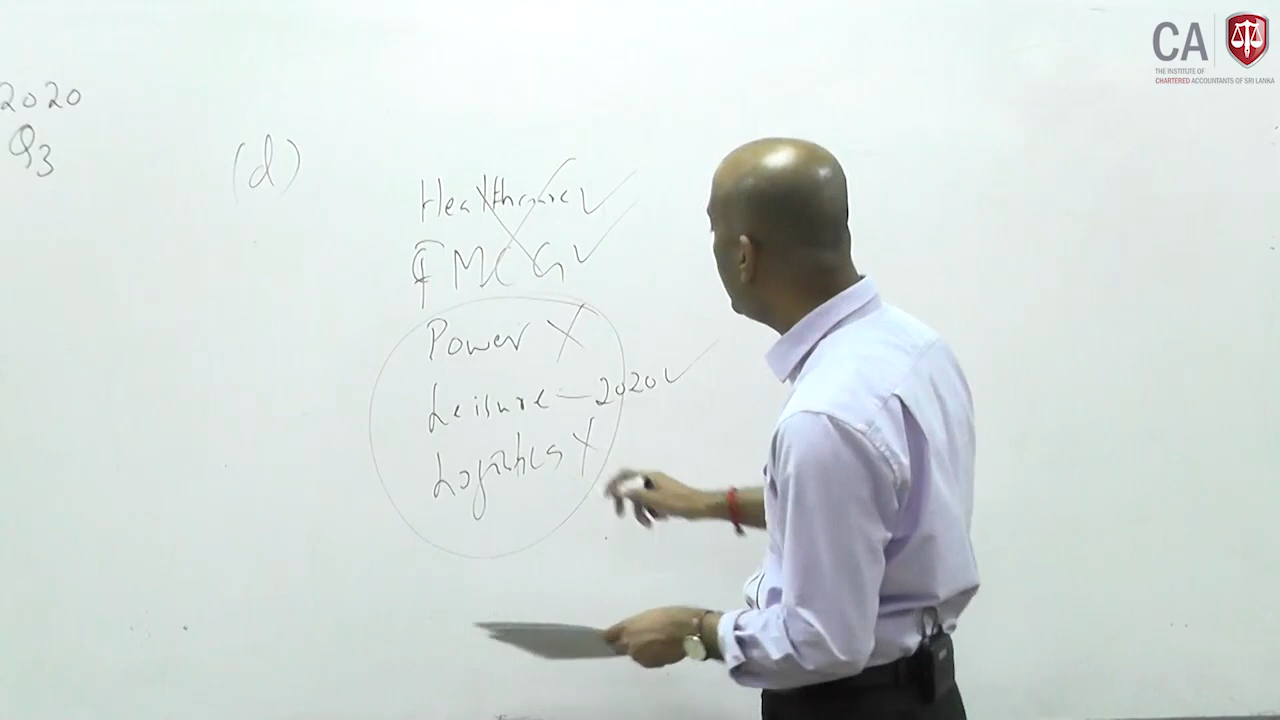 CA
THE INSTITUTE OF
CHARTERED ACCOUNTANTS OF SRI LANKA
2020
Q3
(d)
Healthcare ✓
FMCG ✓
Power X
Leisure - 2020 ✓
Logistics X